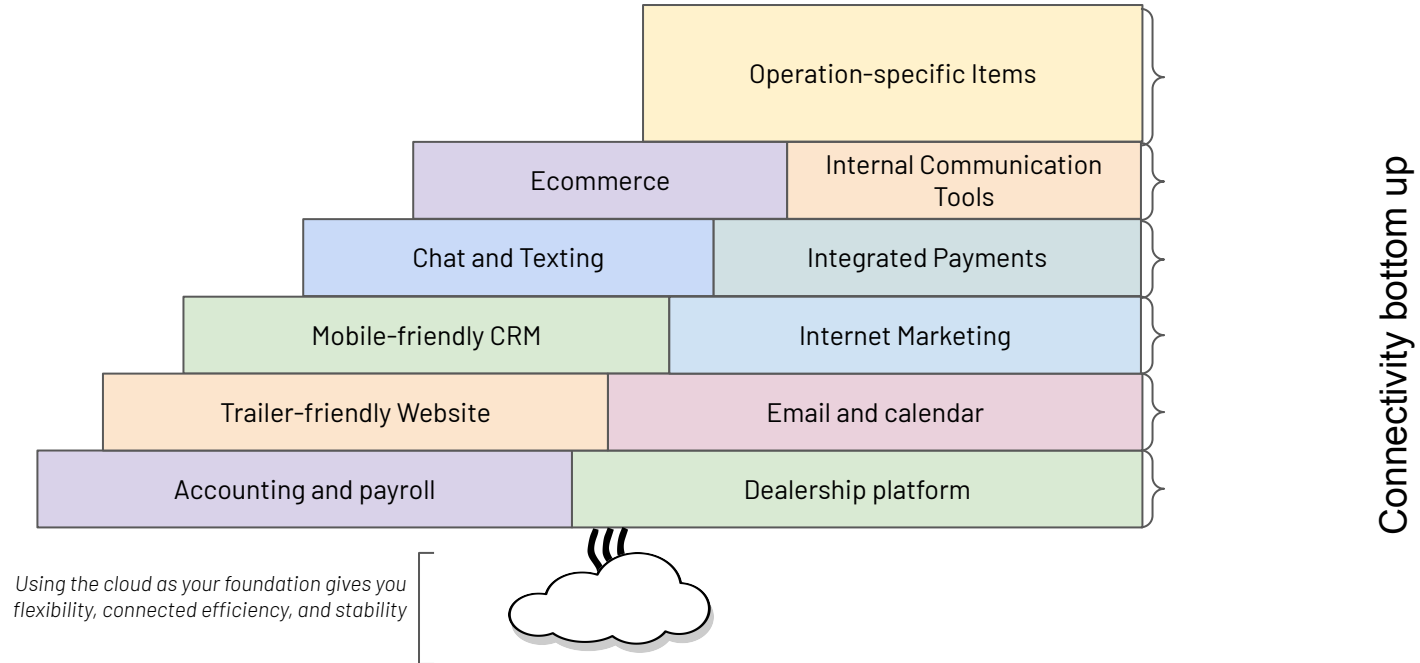 Operation-specific Items
Ecommerce
Internal Communication
Tools
Chat and Texting
Integrated Payments
Mobile-friendly CRM
Internet Marketing
Trailer-friendly Website
Email and calendar
Accounting and payroll
Dealership platform
Using the cloud as your foundation gives you
flexibility, connected efficiency, and stability
Connectivity bottom up